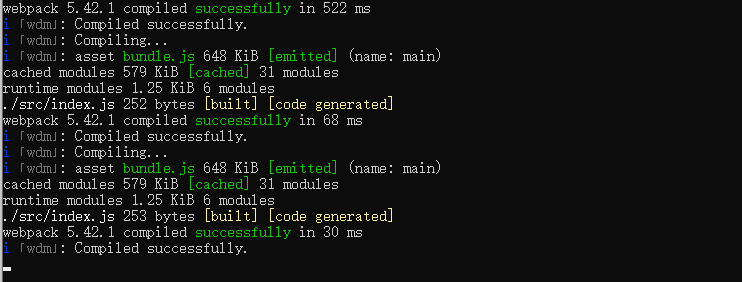 webpack 5.42.1 compiled successfully in 522 ms
i ｢wdm｣: Compiled successfully.
i ｢wdm｣: Compiling...
i ｢wdm｣: asset bundle.js 648 KiB [emitted] (name: main)
cached modules 579 KiB [cached] 31 modules
runtime modules 1.25 KiB 6 modules
./src/index.js 252 bytes [built] [code generated]
webpack 5.42.1 compiled successfully in 68 ms
i ｢wdm｣: Compiled successfully.
i ｢wdm｣: Compiling...
i ｢wdm｣: asset bundle.js 648 KiB [emitted] (name: main)
cached modules 579 KiB [cached] 31 modules
runtime modules 1.25 KiB 6 modules
./src/index.js 253 bytes [built] [code generated]
webpack 5.42.1 compiled successfully in 30 ms
i ｢wdm｣: Compiled successfully.